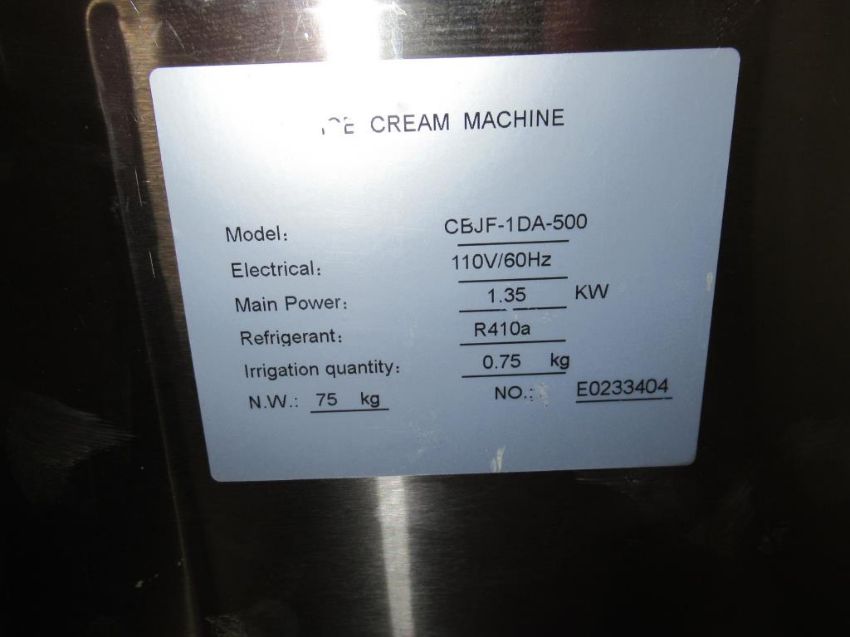 ICE CREAM MACHINE
Model: CBJF-1DA-500
Electrical: 110V/60Hz
Main Power: 1.35 KW
Refrigerant: R410a
Irrigation quantity: 0.75 kg
N.W.: 75 kg NO.: E0233404